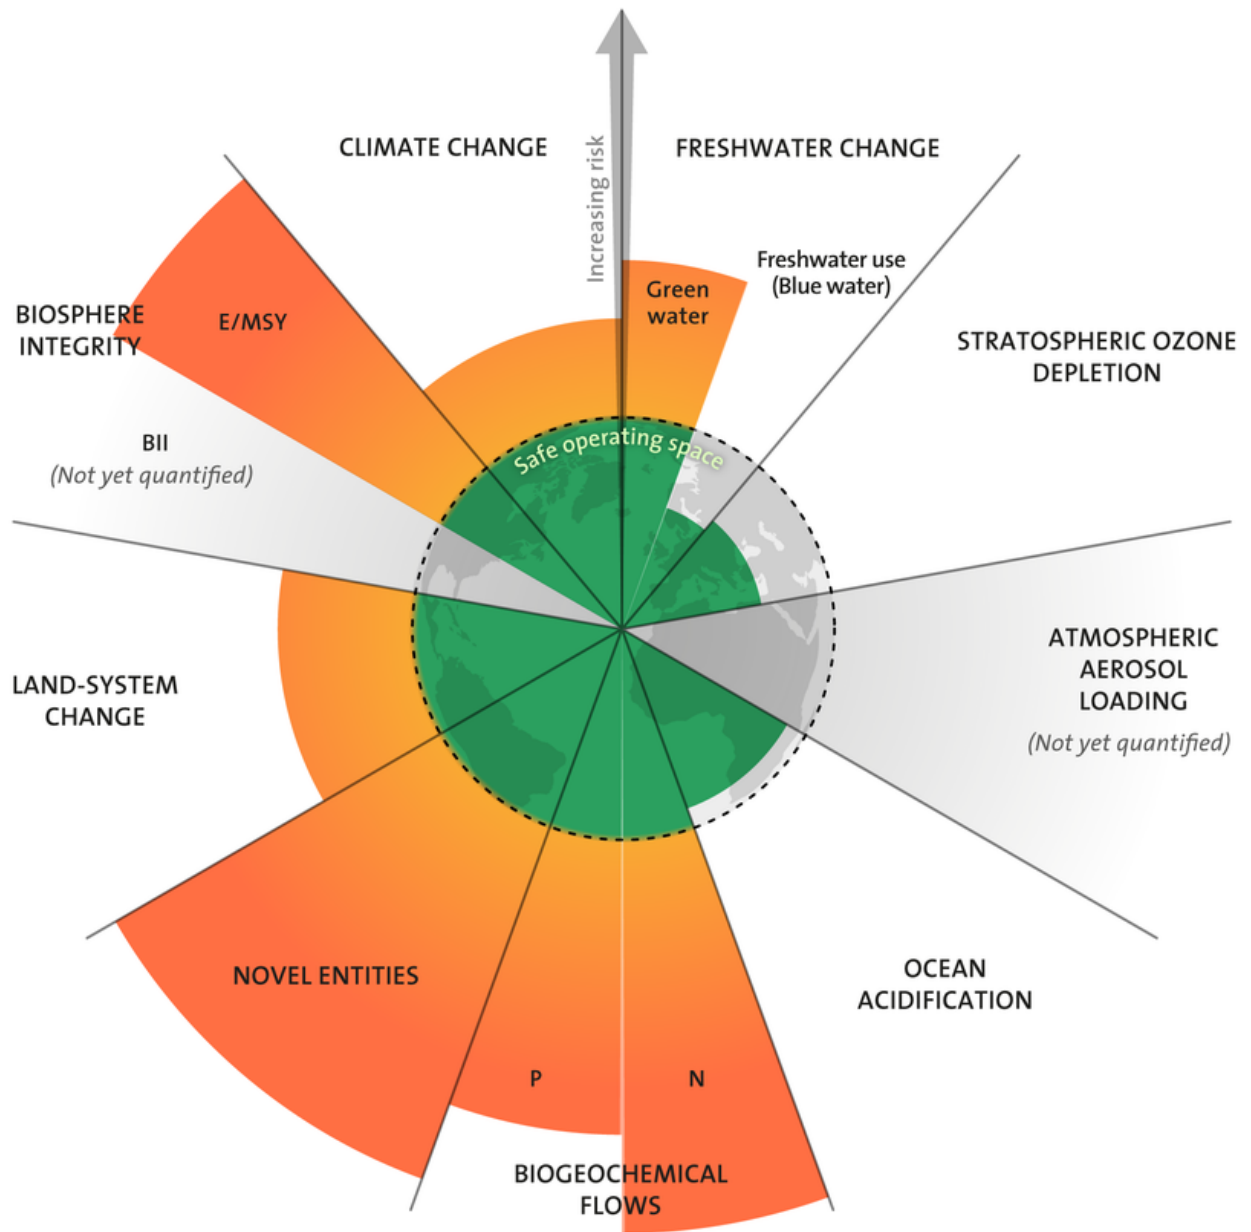 CLIMATE CHANGE
Increasing risk
FRESHWATER CHANGE
Freshwater use
(Blue water)
Green
water
STRATOSPHERIC OZONE
DEPLETION
BIOSPHERE
INTEGRITY
E/MSY
BII
(Not yet quantified)
Safe operating space
ATMOSPHERIC
AEROSOL
LOADING
(Not yet quantified)
LAND-SYSTEM
CHANGE
NOVEL ENTITIES
OCEAN
ACIDIFICATION
P
N
BIOGEOCHEMICAL
FLOWS